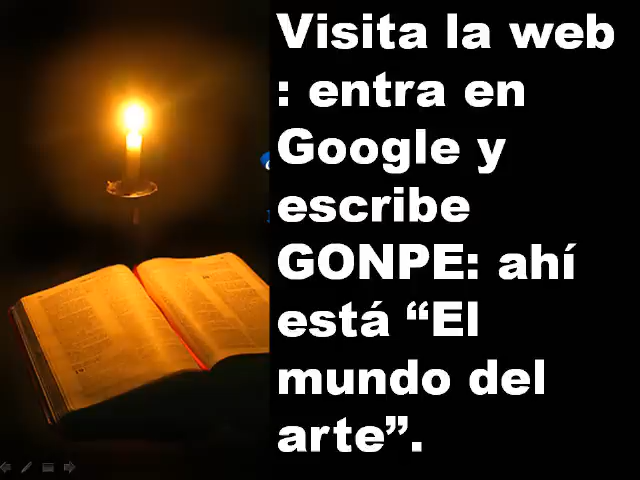 Visita la web
: entra en
Google y
escribe
GONPE: ahí
está “El
mundo del
arte”.